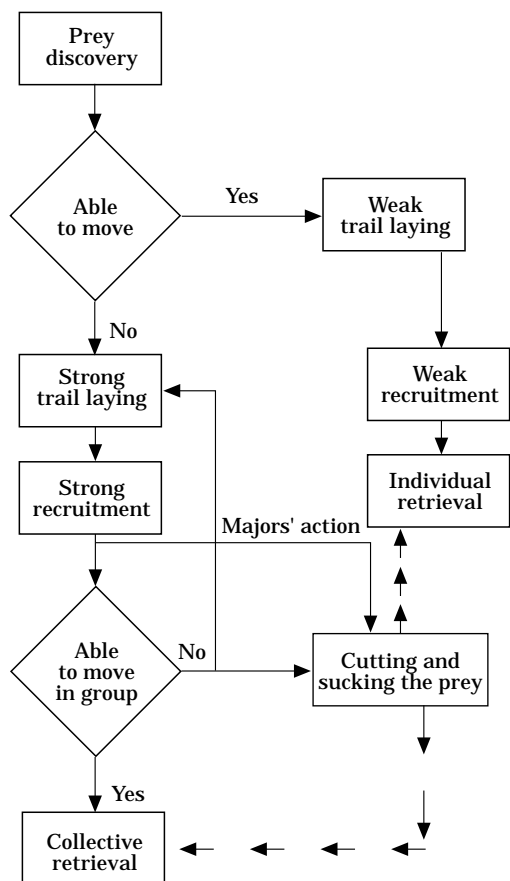 Prey
discovery
Able
to move
Yes
Weak
trail laying
No
Strong
trail laying
Weak
recruitment
Strong
recruitment
Individual
retrieval
Majors' action
Able
to move
in group
No
Cutting and
sucking the prey
Yes
Collective
retrieval